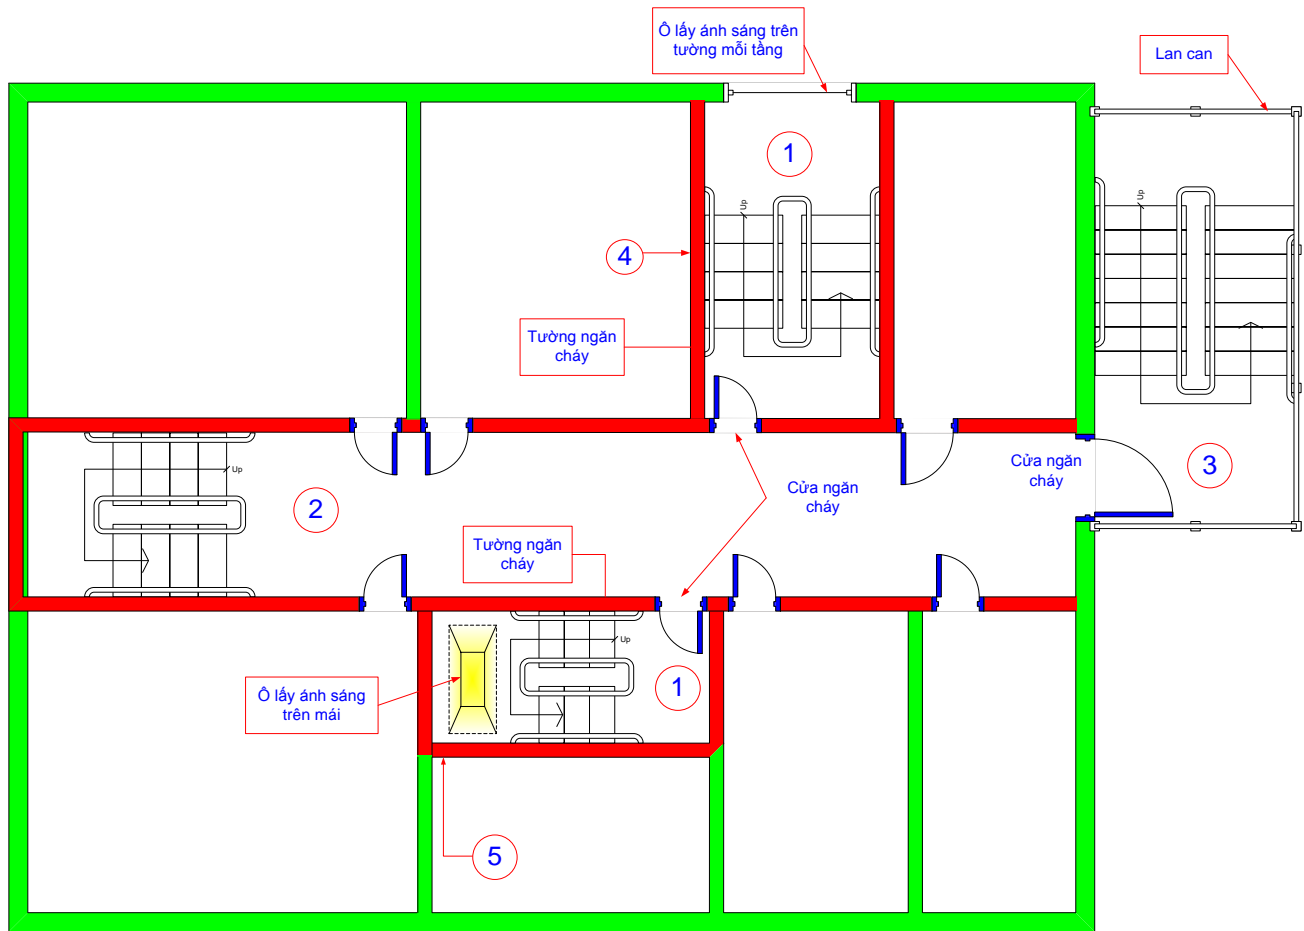 Ô lấy ánh sáng trên
tường mỗi tầng
Lan can
1
Up
Up
4
Tường ngăn
cháy
Cửa ngăn
cháy
3
Up
2
Cửa ngăn
cháy
Tường ngăn
cháy
Up
Ô lấy ánh sáng
trên mái
1
5